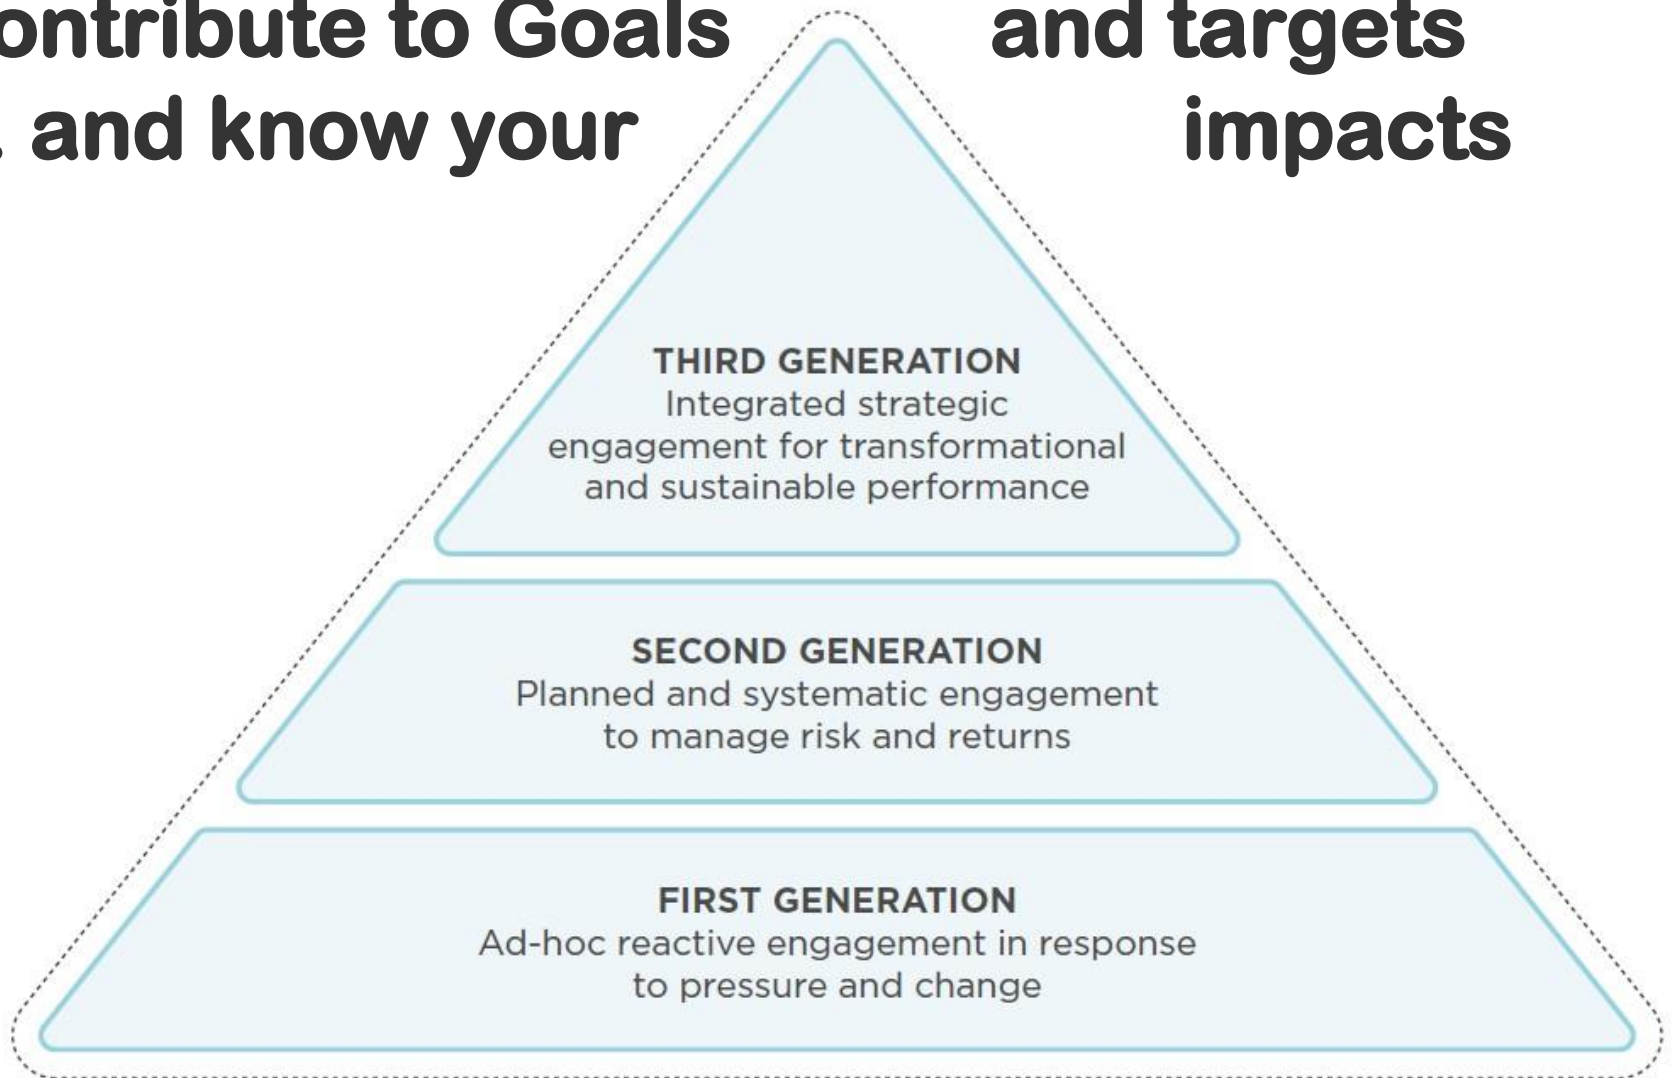 ontribute to Goals and targets
. and know your impacts
THIRD GENERATION
Integrated strategic
engagement for transformational
and sustainable performance
SECOND GENERATION
Planned and systematic engagement
to manage risk and returns
FIRST GENERATION
Ad-hoc reactive engagement in response
to pressure and change